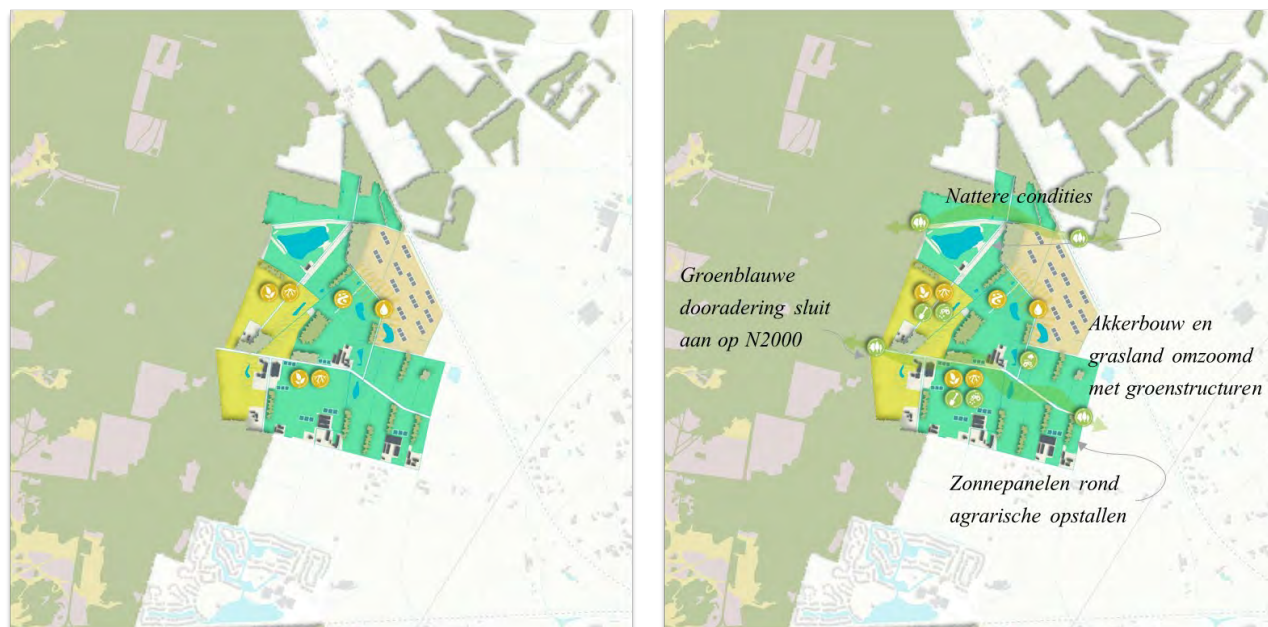 Nattere condities
Groenblauwe
dooradering sluit
aan op N2000
Akkerbouw en
grasland omzoomd
met groenstructuren
Zonnepanelen rond
agrarische opstallen